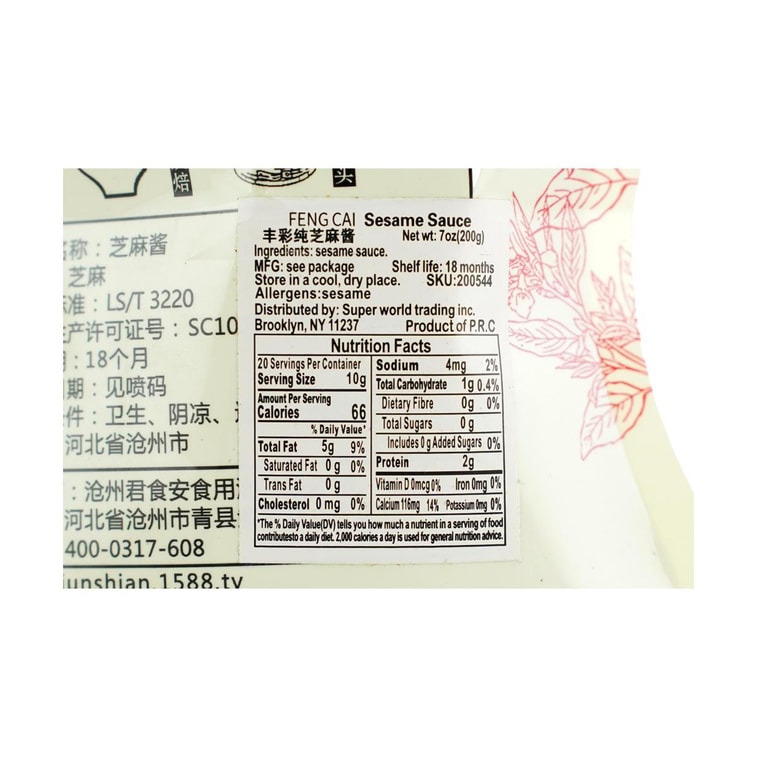 焙
头
名称：芝麻酱
芝麻
标准：LS/T 3220
生产许可证号：SC10
：18个月
期：见喷码
件：卫生、阴凉、
河北省沧州市
：沧州君食安食用
河北省沧州市青县
400-0317-608
junshian.1588.tv
FENG CAI Sesame Sauce
丰彩纯芝麻酱 Net wt: 7oz(200g)
Ingredients: sesame sauce.
MFG: see package Shelf life: 18 months
Store in a cool, dry place. SKU:200544
Allergens:sesame
Distributed by: Super world trading inc.
Brooklyn, NY 11237 Product of P.R.C
Nutrition Facts
20 Servings Per Container
Serving Size 10g
Amount Per Serving
Calories 66
% Daily Value*
Total Fat 5g 9%
Saturated Fat 0g 0%
Trans Fat 0g
Cholesterol 0mg 0%
Sodium 4mg 2%
Total Carbohydrate 1g 0.4%
Dietary Fibre 0g 0%
Total Sugars 0g
Includes 0g Added Sugars 0%
Protein 2g
Vitamin D 0mcg 0% Iron 0mg 0%
Calcium 116mg 14% Potassium 0mg 0%
*The % Daily Value(DV) tells you how much a nutrient in a serving of food
contributesto a daily diet. 2,000 calories a day is used for general nutrition advice.